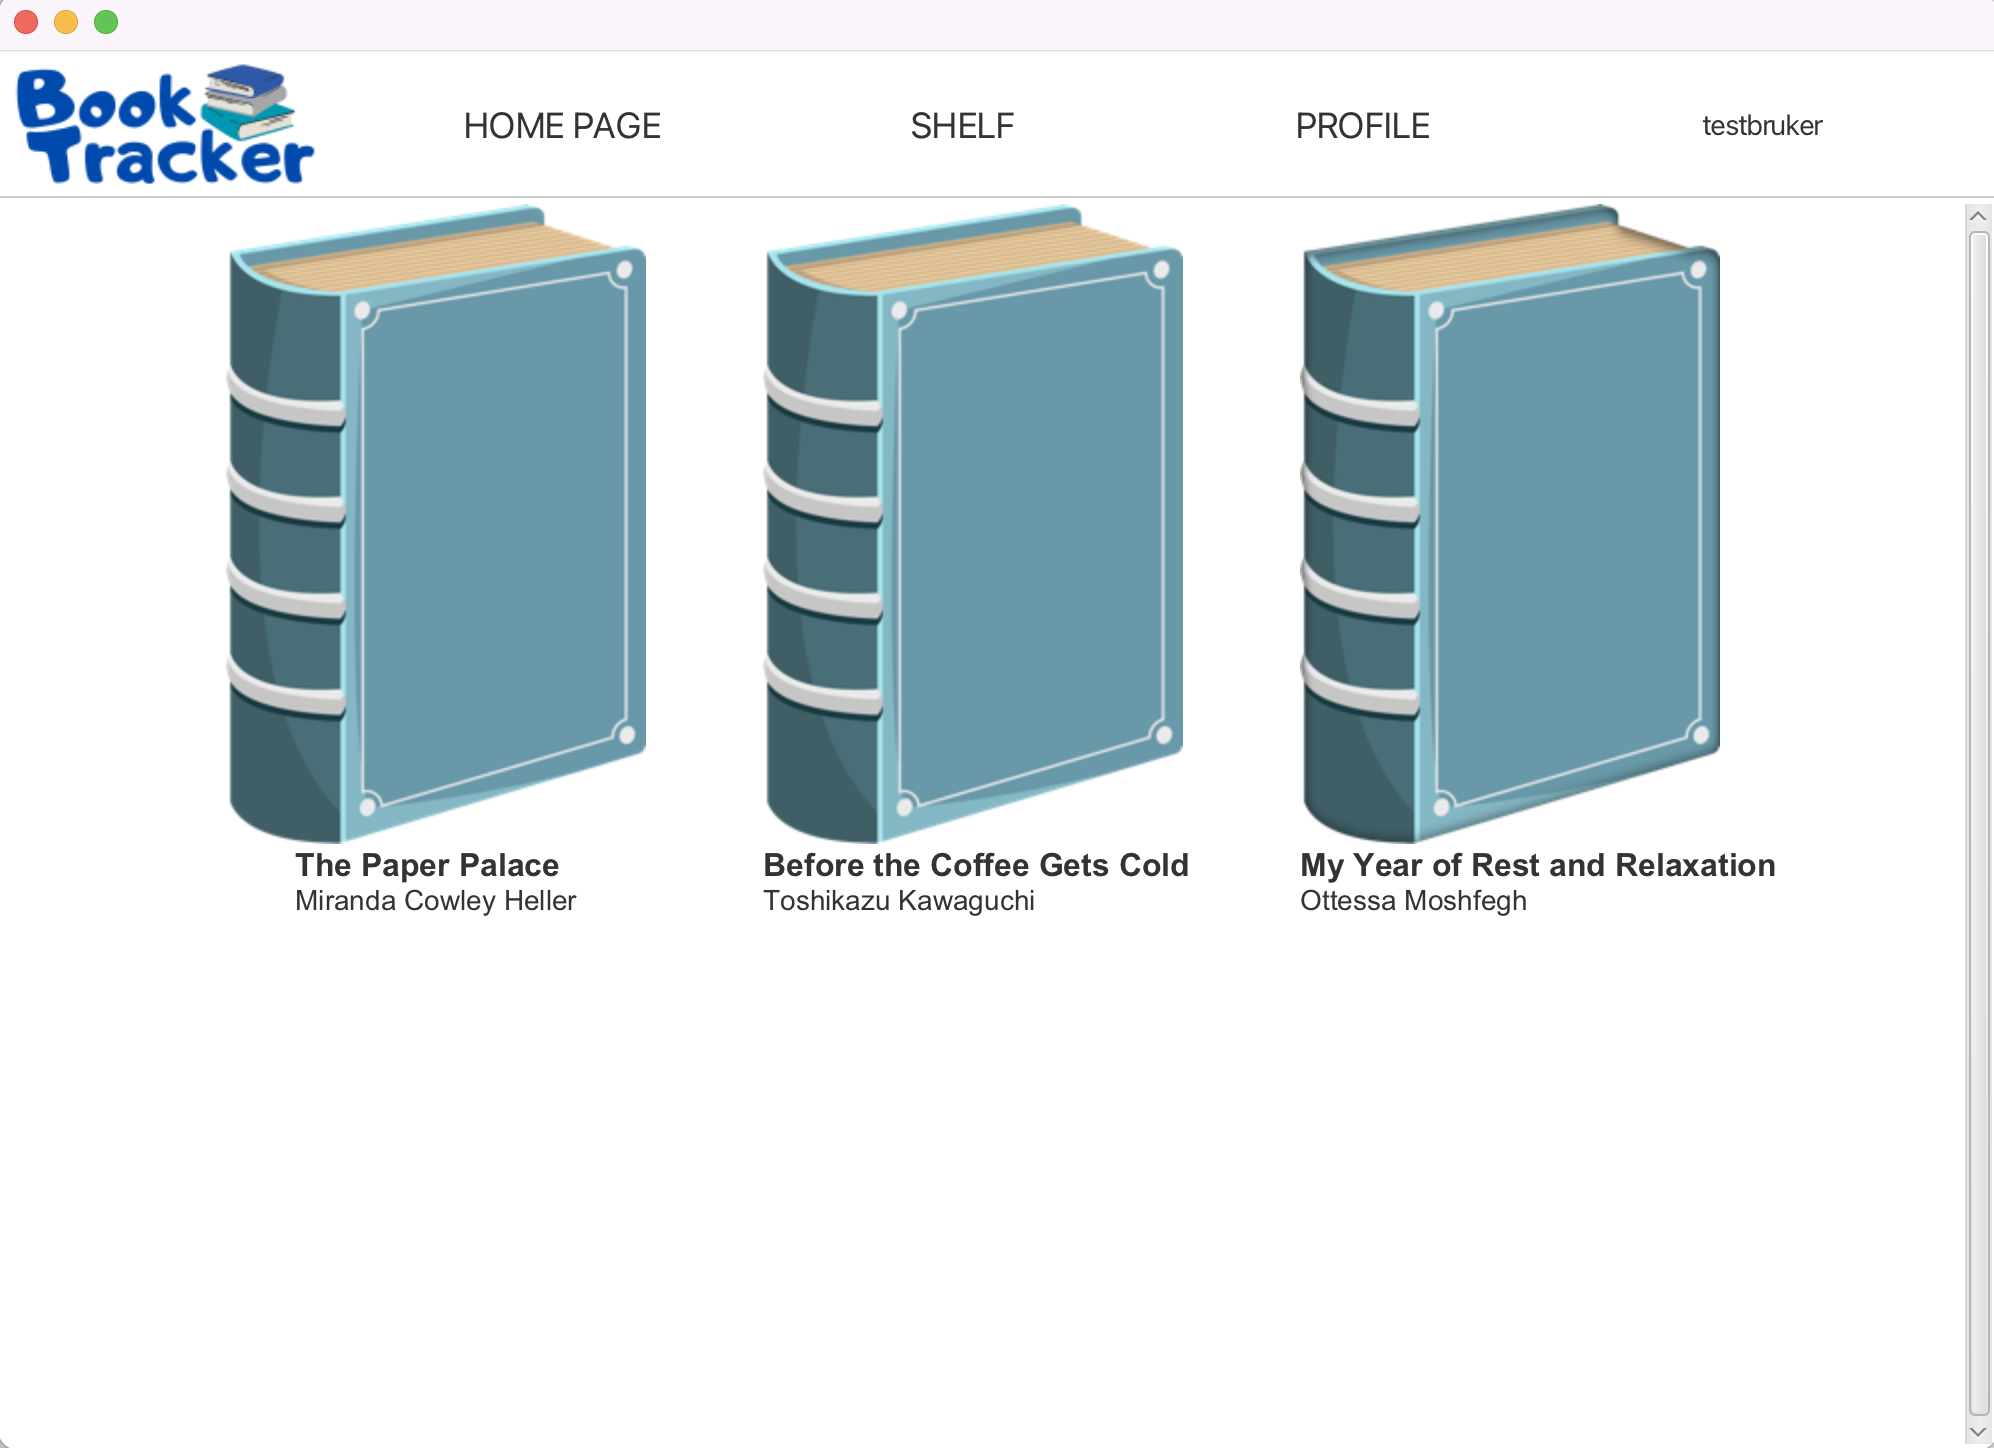 Book
Tracker
HOME PAGE
SHELF
PROFILE
testbruker
The Paper Palace
Miranda Cowley Heller
Before the Coffee Gets Cold
Toshikazu Kawaguchi
My Year of Rest and Relaxation
Ottessa Moshfegh